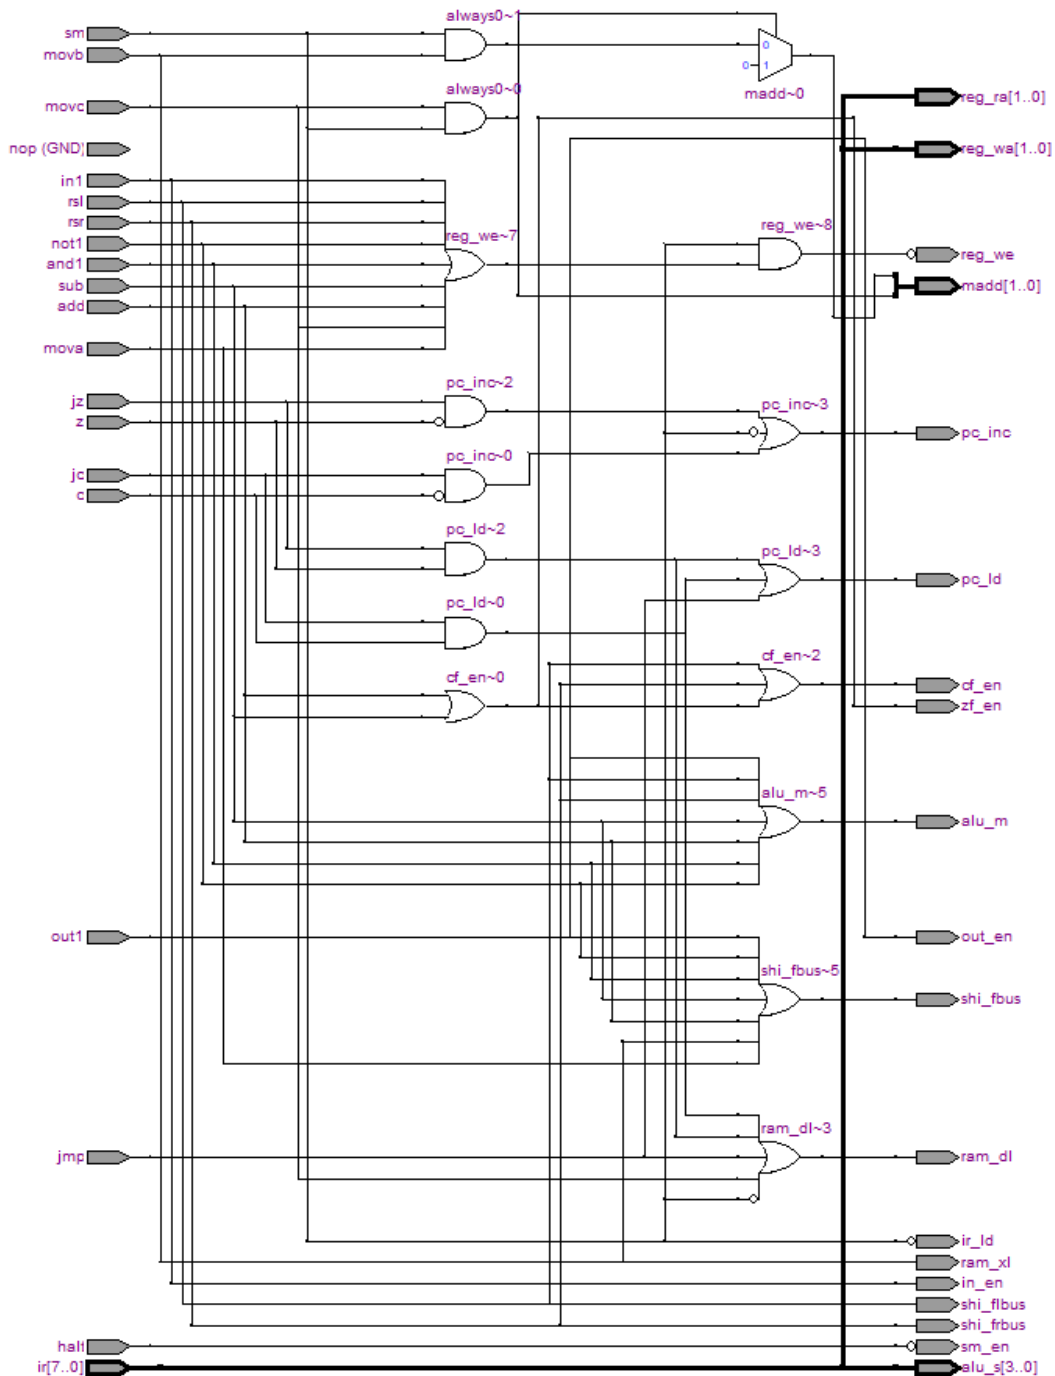 sm
movb
movc
nop (GND)
in1
rsl
rsr
not1
and1
sub
add
mova
jz
z
jc
c
out1
jmp
halt
ir[7..0]
always0~1
always0~0
reg_we~7
pc_inc~2
pc_inc~0
pc_ld~2
pc_ld~0
cf_en~0
0
0 1
madd~0
reg_we~8
pc_inc~3
pc_ld~3
cf_en~2
alu_m~5
shi_fbus~5
ram_dl~3
reg_ra[1..0]
reg_wa[1..0]
reg_we
madd[1..0]
pc_inc
pc_ld
cf_en
zf_en
alu_m
out_en
shi_fbus
ram_dl
ir_ld
ram_xl
in_en
shi_flbus
shi_frbus
sm_en
alu_s[3..0]